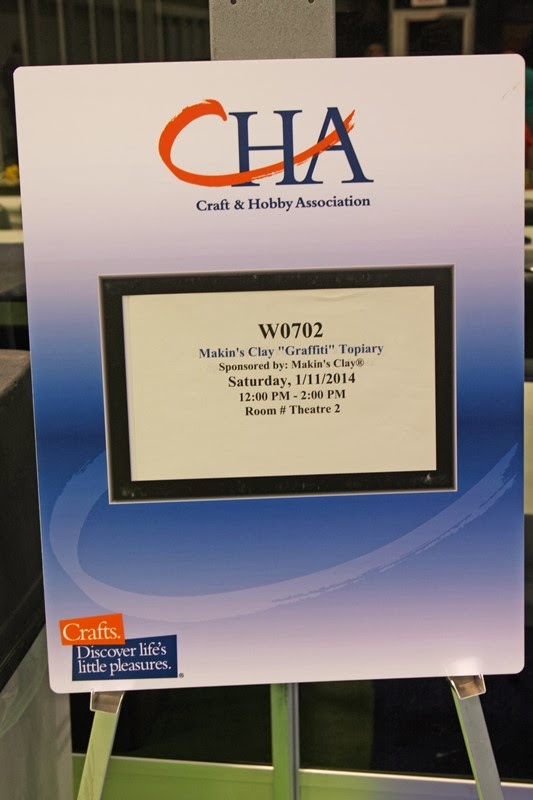 CHA
Craft & Hobby Association
W0702
Makin's Clay "Graffiti" Topiary
Sponsored by: Makin's Clay®
Saturday, 1/11/2014
12:00 PM - 2:00 PM
Room # Theatre 2
Crafts.
Discover life's
little pleasures.®